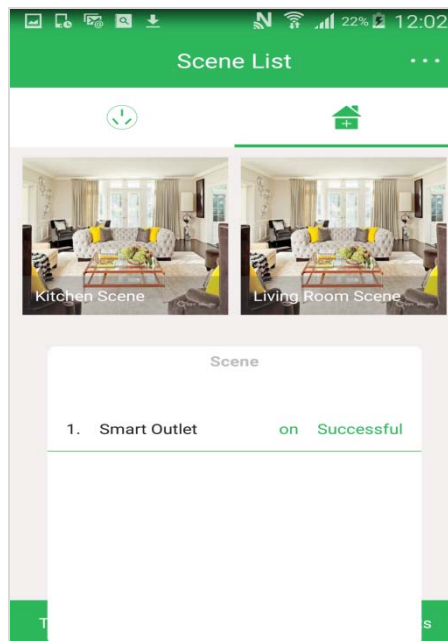 22% 12:02
Scene List
Kitchen Scene
Living Room Scene
Scene
1. Smart Outlet on Successful
T
s